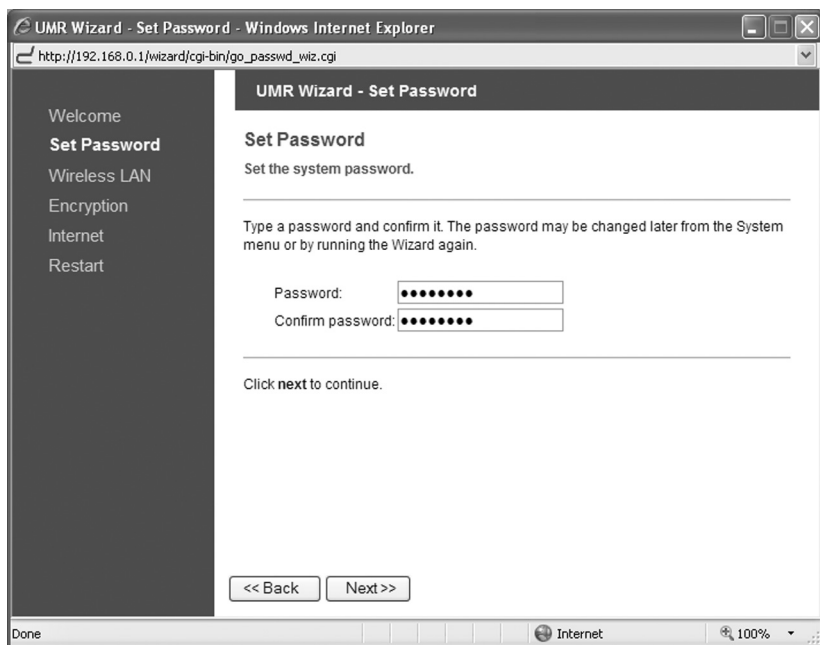 UMR Wizard - Set Password - Windows Internet Explorer
http://192.168.0.1/wizard/cgi-bin/go_passwd_wiz.cgi
Welcome
Set Password
Wireless LAN
Encryption
Internet
Restart
UMR Wizard - Set Password
Set Password
Set the system password.
Type a password and confirm it. The password may be changed later from the System
menu or by running the Wizard again.
Password: ●●●●●●●●
Confirm password: ●●●●●●●●
Click next to continue.
<< Back Next >>
Done Internet 100%